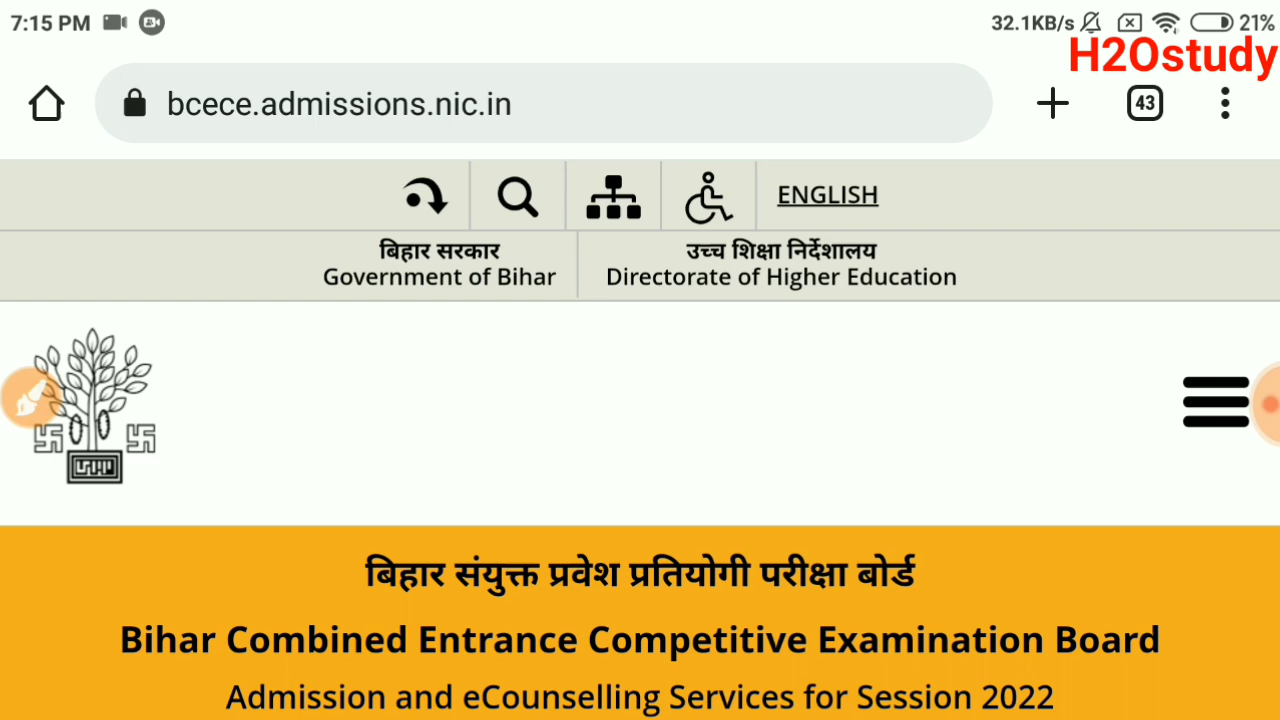 7:15 PM 32.1KB/s 21%
H2Ostudy
bcece.admissions.nic.in 43
ENGLISH
बिहार सरकार उच्च शिक्षा निर्देशालय
Government of Bihar Directorate of Higher Education
बिहार संयुक्त प्रवेश प्रतियोगी परीक्षा बोर्ड
Bihar Combined Entrance Competitive Examination Board
Admission and eCounselling Services for Session 2022